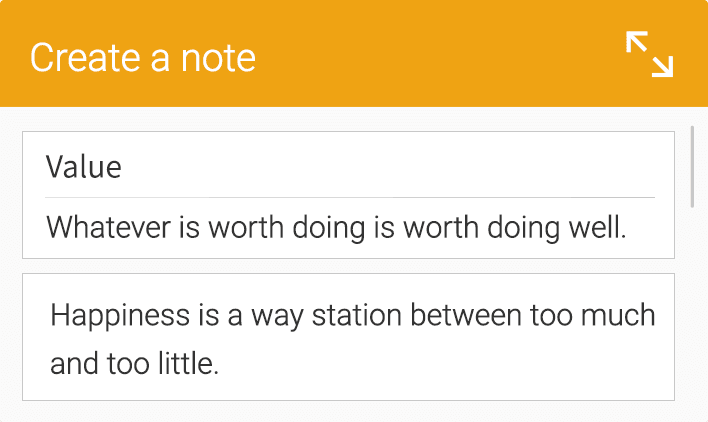 Create a note
Value
Whatever is worth doing is worth doing well.
Happiness is a way station between too much
and too little.